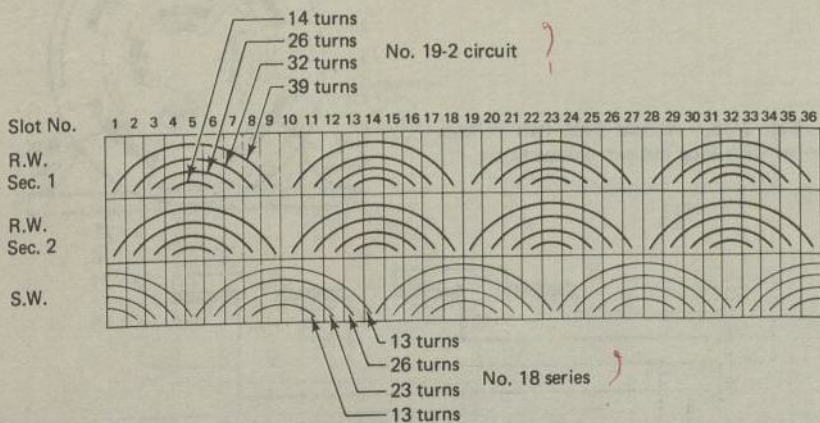 14 turns
26 turns
No. 19-2 circuit
32 turns
39 turns
Slot No. 1 2 3 4 5 6 7 8 9 10 11 12 13 14 15 16 17 18 19 20 21 22 23 24 25 26 27 28 29 30 31 32 33 34 35 36
R.W.
Sec. 1
R.W.
Sec. 2
S.W.
13 turns
26 turns
No. 18 series
23 turns
13 turns